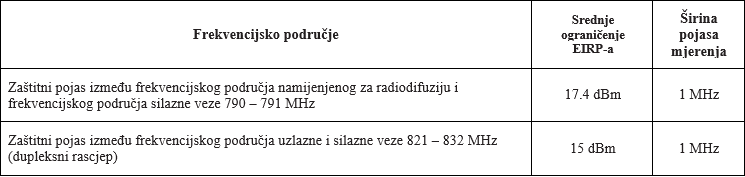 Frekvencijsko područje
Srednje
ograničenje
EIRP-a
Širina
pojasa
mjerenja
Zaštitni pojas između frekvencijskog područja namijenjenog za radiodifuziju i
frekvencijskog područja silazne veze 790 – 791 MHz
17.4 dBm
1 MHz
Zaštitni pojas između frekvencijskog područja uzlazne i silazne veze 821 – 832 MHz
(dupleksni rascjep)
15 dBm
1 MHz